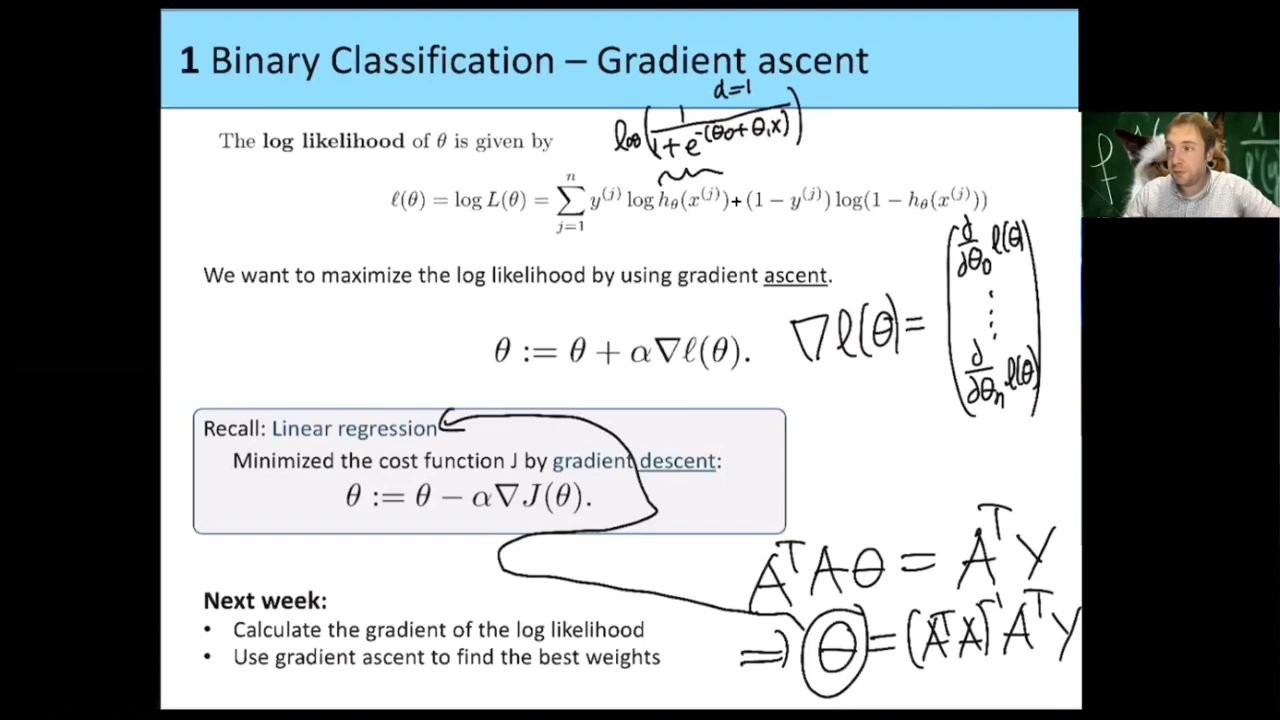 1 Binary Classification – Gradient ascent
d=1
log(1/(1+e^-(θ0+θ1x)))
The log likelihood of θ is given by
ℓ(θ) = log L(θ) = ∑_{j=1}^{n} y^(j) log h_θ(x^(j)) + (1 − y^(j)) log(1 − h_θ(x^(j)))
We want to maximize the log likelihood by using gradient ascent.
θ := θ + α∇ℓ(θ).
∇ℓ(θ) = (∂/∂θ0 ℓ(θ) ⋮ ∂/∂θn ℓ(θ))
Recall: Linear regression
Minimized the cost function J by gradient descent:
θ := θ − α∇J(θ).
A^T A θ = A^T Y
⇒ θ = (A^T A)^-1 A^T Y
Next week:
• Calculate the gradient of the log likelihood
• Use gradient ascent to find the best weights